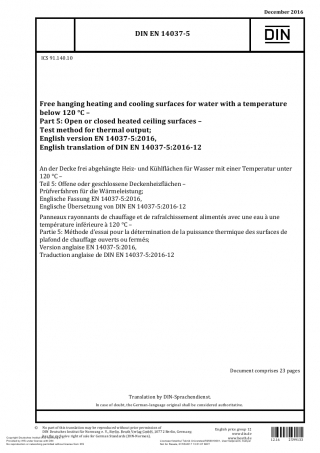 December 2016
DIN EN 14037-5
DIN
ICS 91.140.10
Free hanging heating and cooling surfaces for water with a temperature
below 120 °C –
Part 5: Open or closed heated ceiling surfaces –
Test method for thermal output;
English version EN 14037-5:2016,
English translation of DIN EN 14037-5:2016-12
An der Decke frei abgehängte Heiz- und Kühlflächen für Wasser mit einer Temperatur unter
120 °C –
Teil 5: Offene oder geschlossene Deckenheizflächen –
Prüfverfahren für die Wärmeleistung;
Englische Fassung EN 14037-5:2016,
Englische Übersetzung von DIN EN 14037-5:2016-12
Panneaux rayonnants de chauffage et de rafraîchissement alimentés avec une eau à une
température inférieure à 120 °C –
Partie 5: Méthode d'essai pour la détermination de la puissance thermique des surfaces de
plafond de chauffage ouverts ou fermés;
Version anglaise EN 14037-5:2016,
Traduction anglaise de DIN EN 14037-5:2016-12
Document comprises 23 pages
Translation by DIN-Sprachendienst.
In case of doubt, the German-language original shall be considered authoritative.
No part of this translation may be reproduced without prior permission of
DIN Deutsches Institut für Normung e. V., Berlin. Beuth Verlag GmbH, 10772 Berlin, Germany,
has the exclusive right of sale for German Standards (DIN-Normen).
English price group 12
www.din.de
www.beuth.de